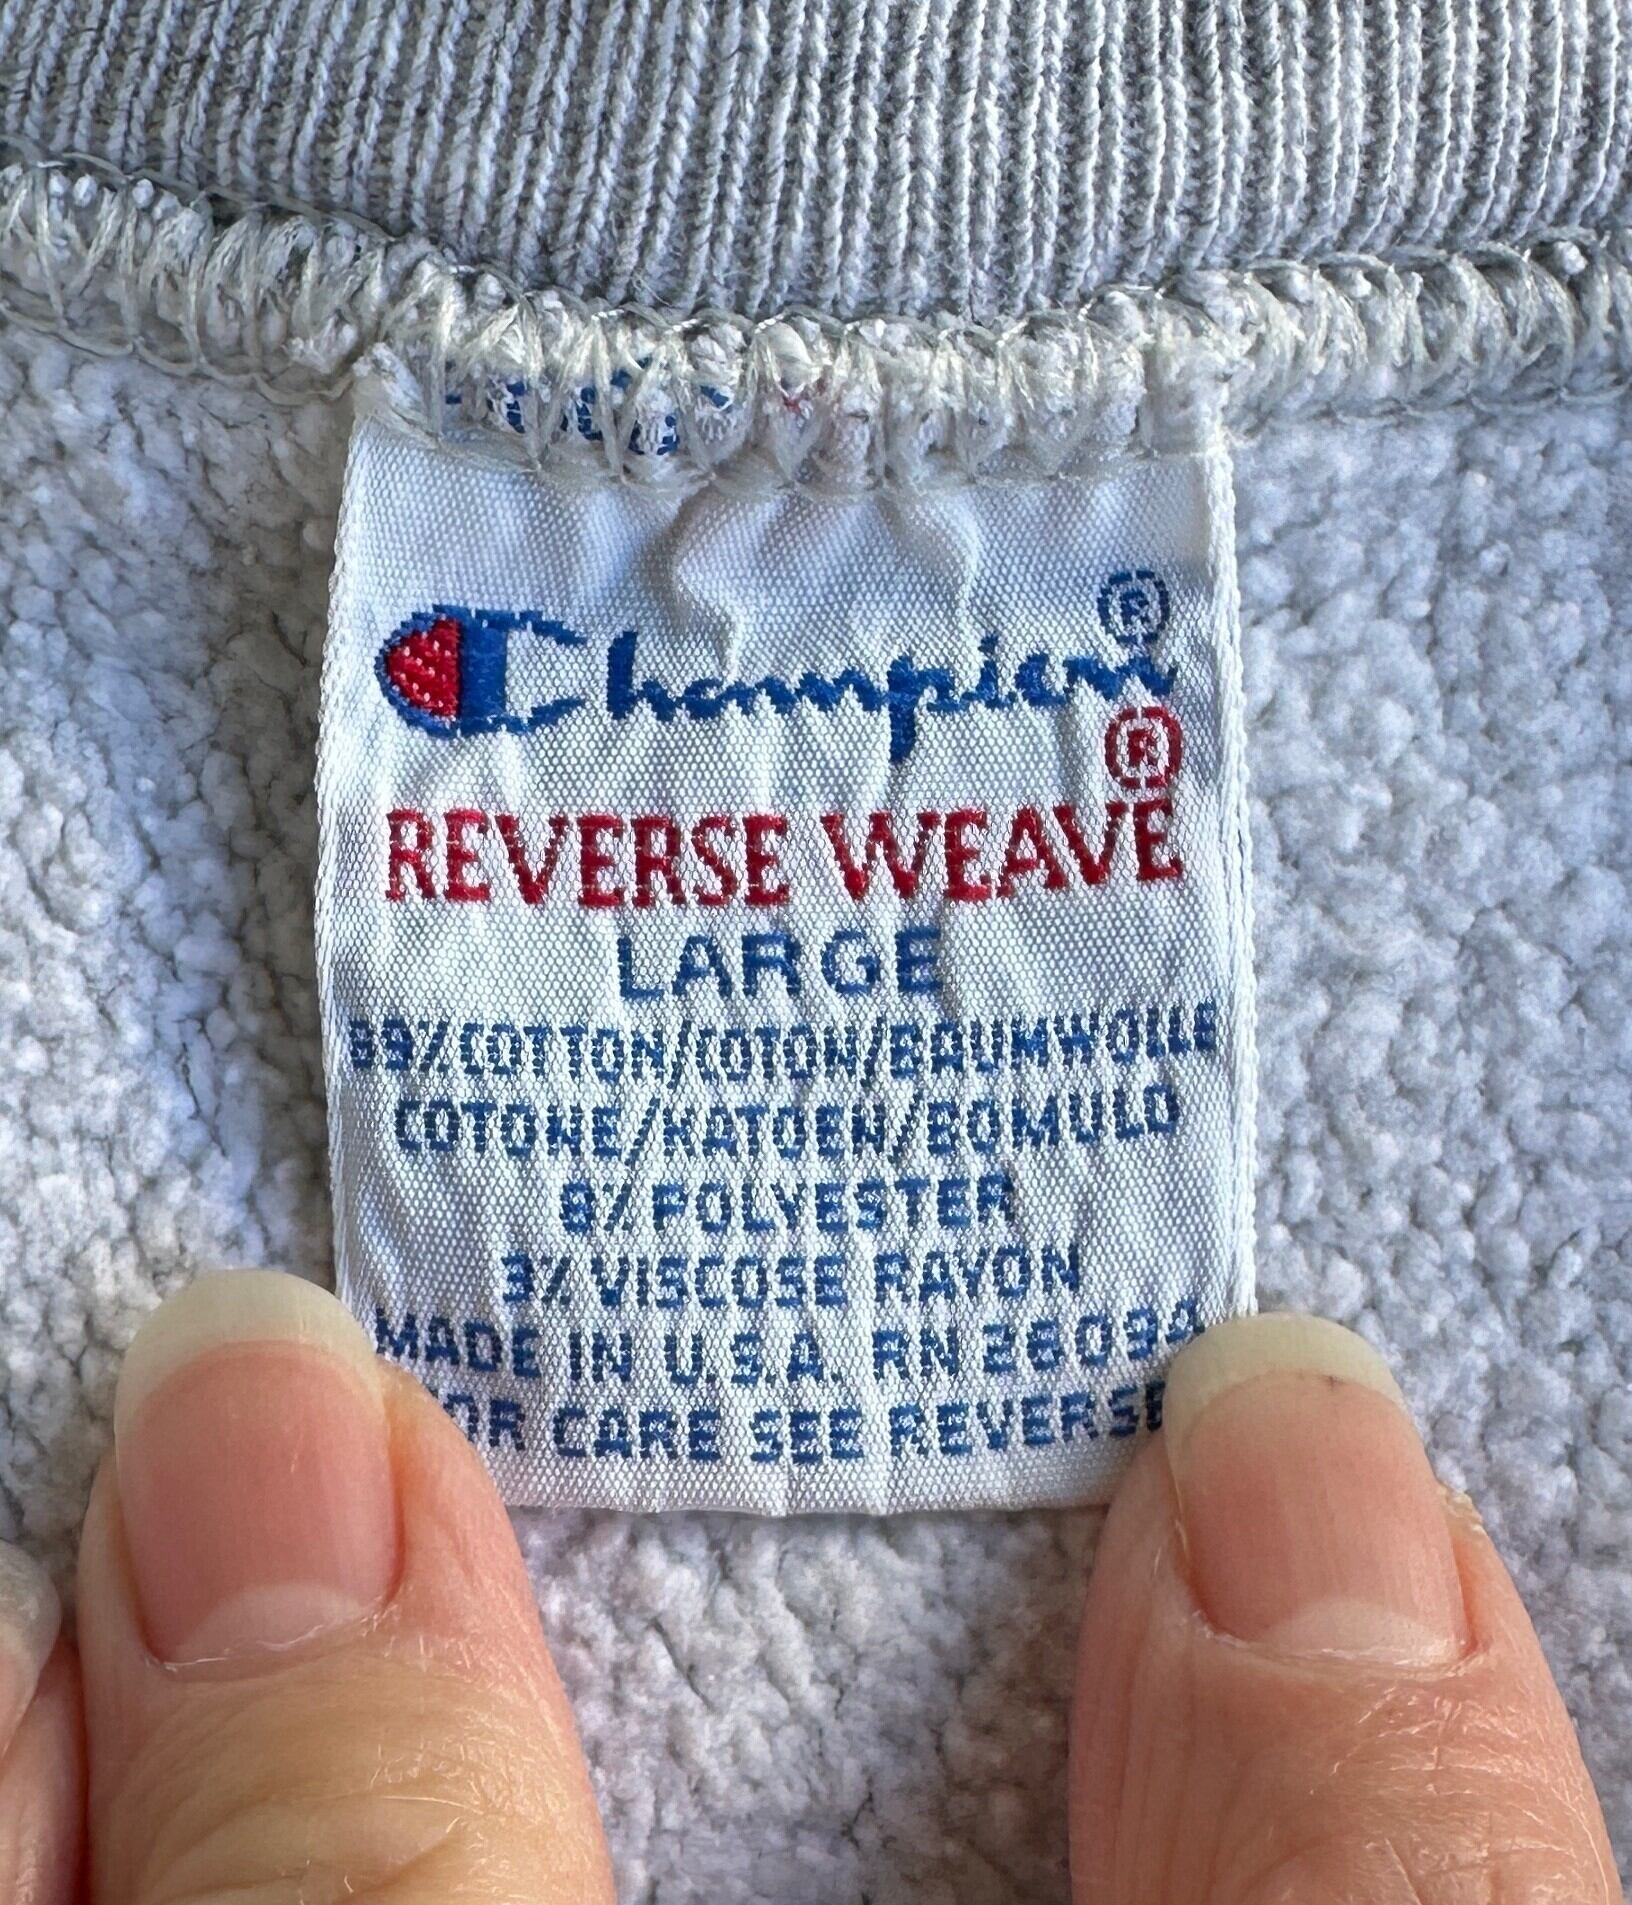 Champion®
REVERSE WEAVE®
LARGE
89%COTTON/COTON/BAUMWOLLE
COTONE/KATOEN/BOMULD
8% POLYESTER
3% VISCOSE RAYON
MADE IN U.S.A. RN 26094
FOR CARE SEE REVERSE